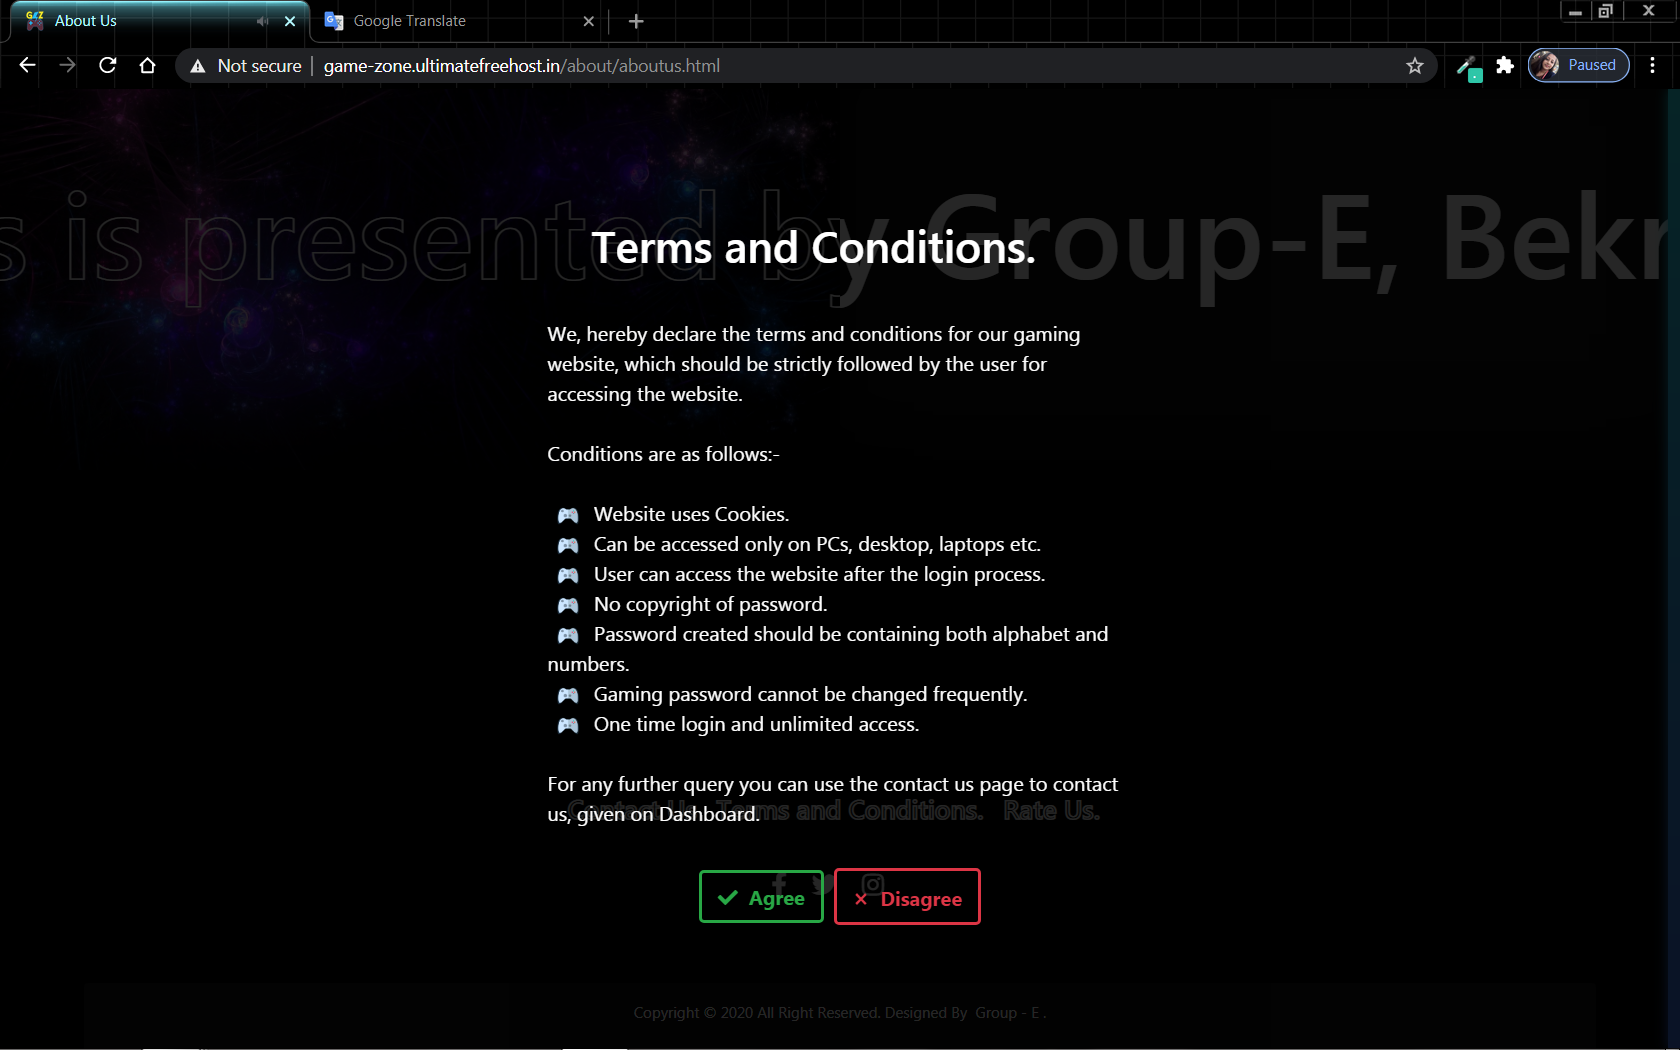 About Us
Google Translate
Not secure
game-zone.ultimatefreehost.in/about/aboutus.html
Paused
s is presented by Group-E,
Terms and Conditions.
We, hereby declare the terms and conditions for our gaming
website, which should be strictly followed by the user for
accessing the website.
Conditions are as follows:-
Website uses Cookies.
Can be accessed only on PCs, desktop, laptops etc.
User can access the website after the login process.
No copyright of password.
Password created should be containing both alphabet and
numbers.
Gaming password cannot be changed frequently.
One time login and unlimited access.
For any further query you can use the contact us page to contact
us, given on Dashboard.
Contact Us. Terms and Conditions. Rate Us.
Agree
Disagree
Copyright © 2020 All Right Reserved. Designed By Group - E .